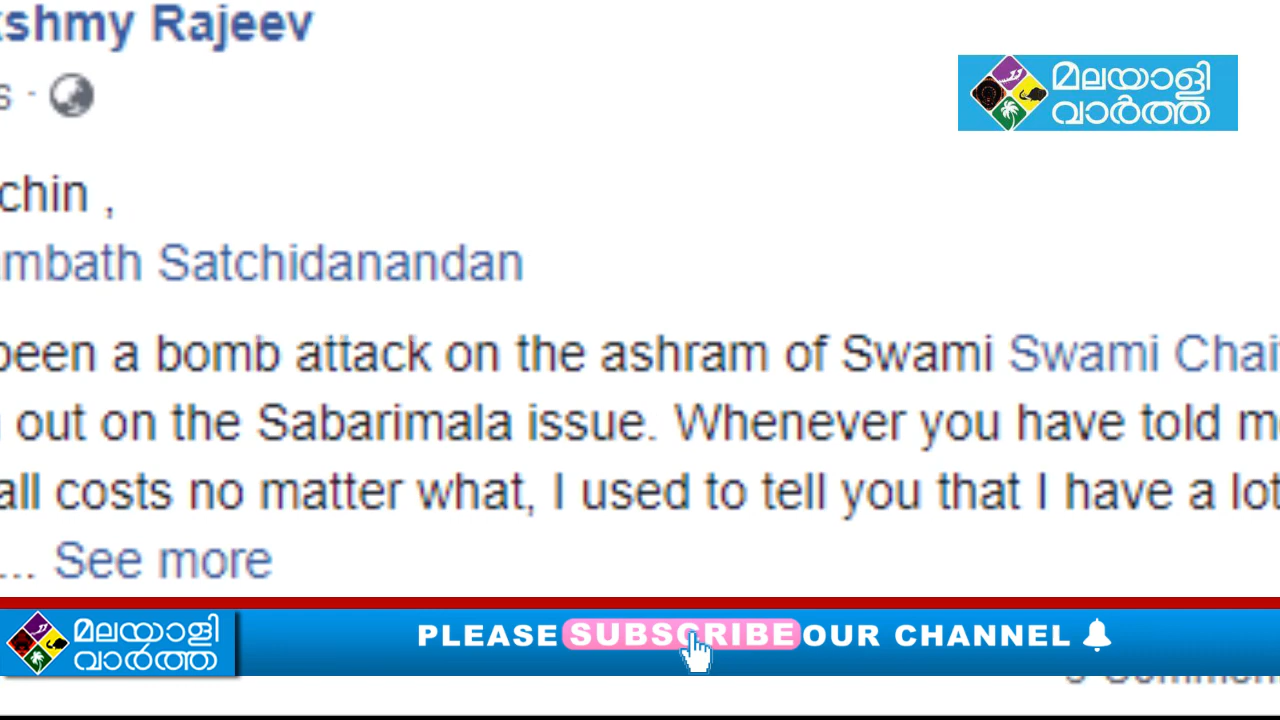 kshmy Rajeev
s ·
മലയാളി
വാർത്ത
chin ,
ambath Satchidanandan
been a bomb attack on the ashram of Swami Swami Chai
out on the Sabarimala issue. Whenever you have told m
all costs no matter what, I used to tell you that I have a lot
... See more
മലയാളി
വാർത്ത
PLEASE SUBSCRIBE OUR CHANNEL